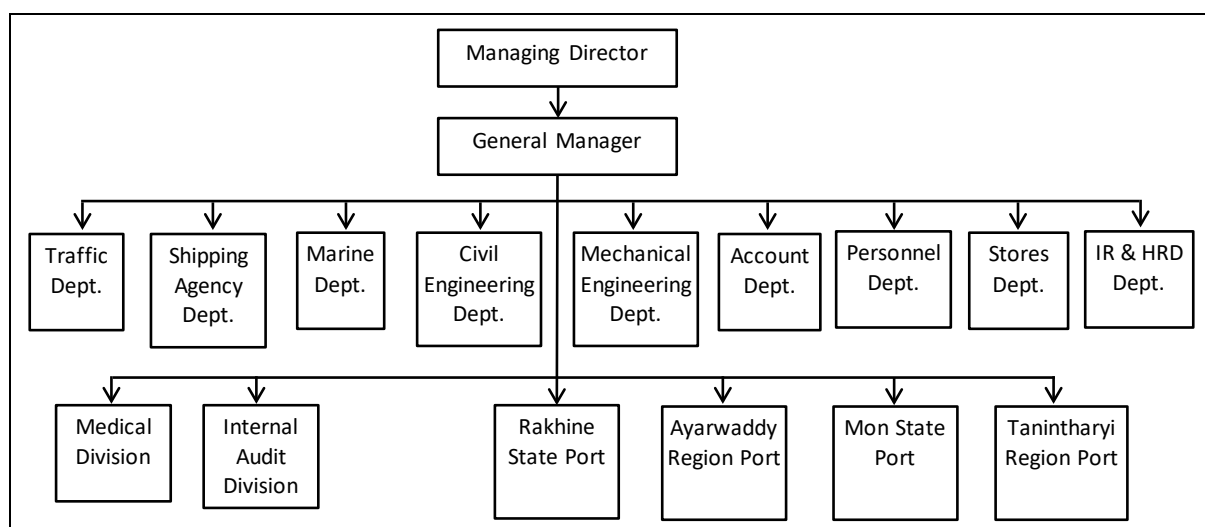 Managing Director
General Manager
Traffic
Dept.
Shipping
Agency
Dept.
Marine
Dept.
Civil
Engineering
Dept.
Mechanical
Engineering
Dept.
Account
Dept.
Personnel
Dept.
Stores
Dept.
IR & HRD
Dept.
Medical
Division
Internal
Audit
Division
Rakhine
State Port
Ayarwaddy
Region Port
Mon State
Port
Tanintharyi
Region Port